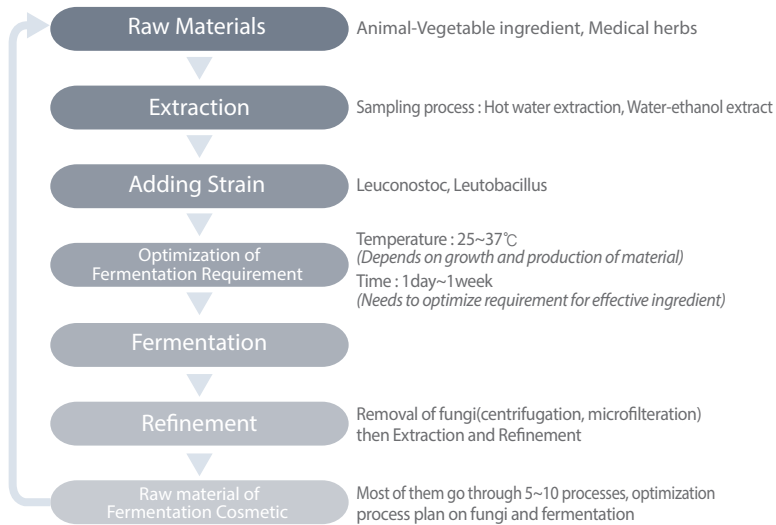 Raw Materials
Animal-Vegetable ingredient, Medical herbs
Extraction
Sampling process : Hot water extraction, Water-ethanol extract
Adding Strain
Leuconostoc, Leutobacillus
Optimization of
Fermentation Requirement
Temperature : 25~37℃
(Depends on growth and production of material)
Time : 1day~1week
(Needs to optimize requirement for effective ingredient)
Fermentation
Refinement
Removal of fungi(centrifugation, microfilteration)
then Extraction and Refinement
Raw material of
Fermentation Cosmetic
Most of them go through 5~10 processes, optimization
process plan on fungi and fermentation